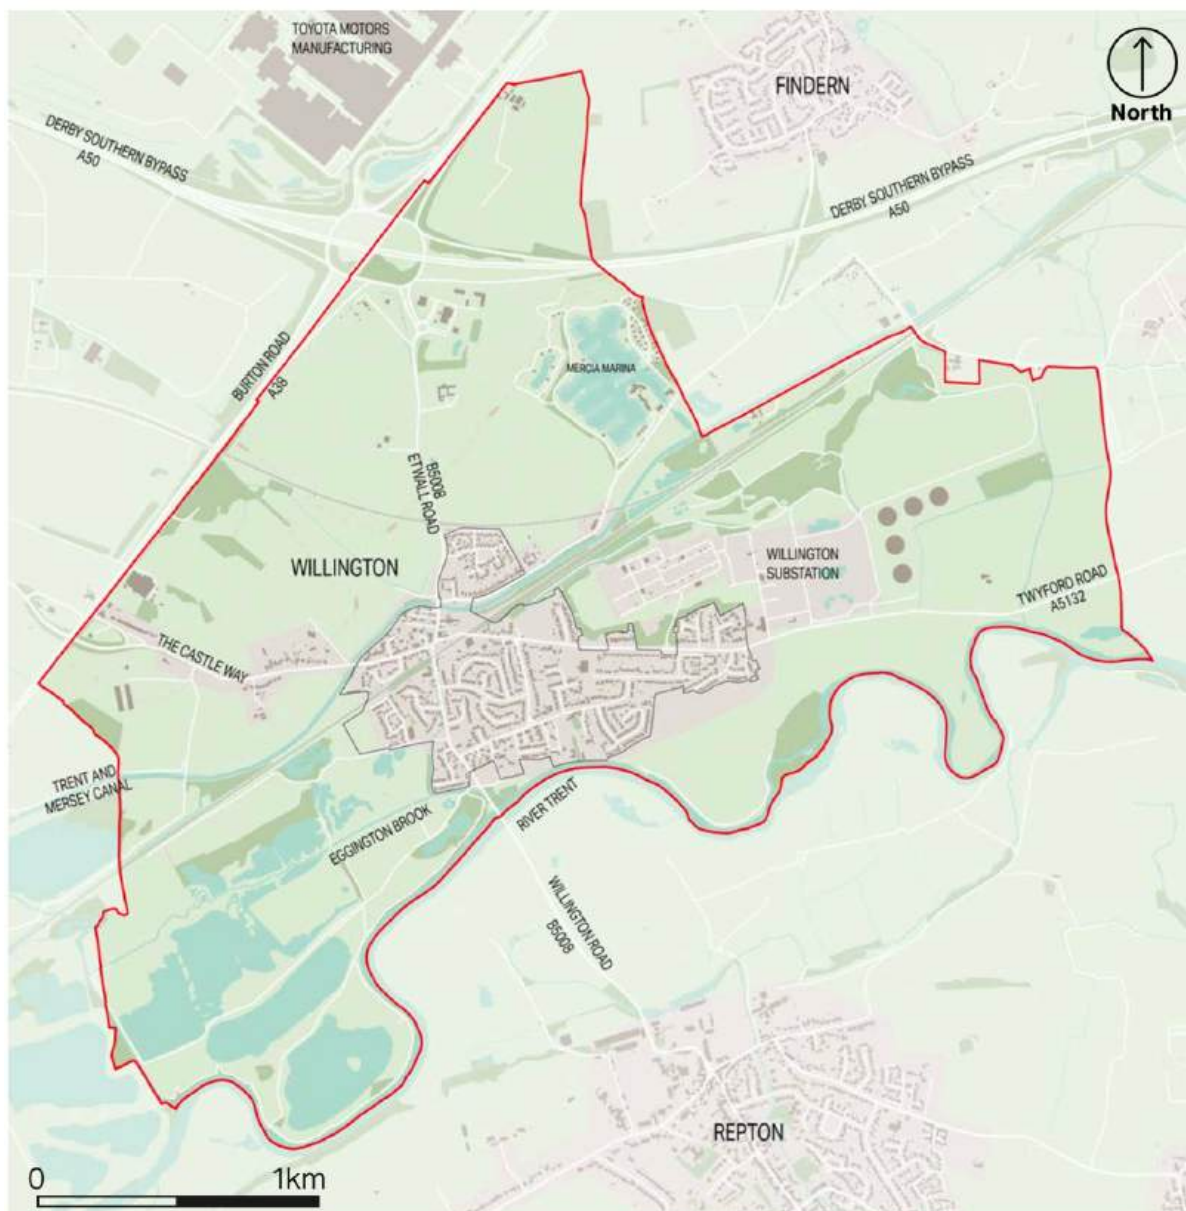 TOYOTA MOTORS
MANUFACTURING
FINDERN
North
DERBY SOUTHERN BYPASS
A50
DERBY SOUTHERN BYPASS
A50
BURTON ROAD
A38
MERCIA MARINA
B5008
ETWALL ROAD
WILLINGTON
WILLINGTON
SUBSTATION
TWYFORD ROAD
A5132
THE CASTLE WAY
TRENT AND
MERSEY CANAL
EGGINGTON BROOK
RIVER TRENT
WILLINGTON ROAD
B5008
REPTON
0
1km